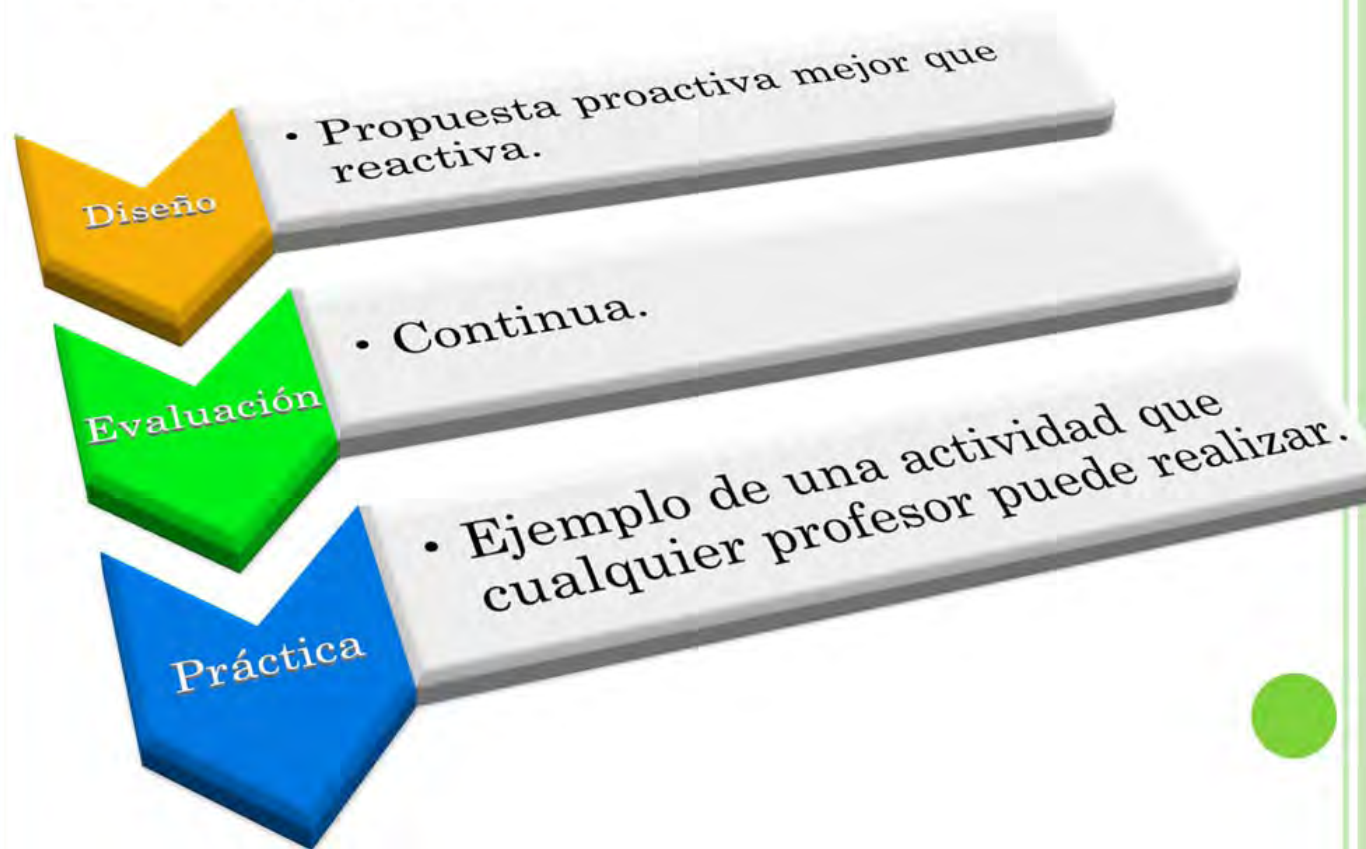 Diseño
• Propuesta proactiva mejor que
reactiva.
Evaluación
• Continua.
Práctica
• Ejemplo de una actividad que
cualquier profesor puede realizar.